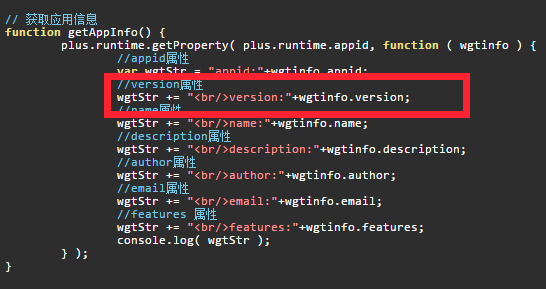 // 获取应用信息
function getAppInfo() {
plus.runtime.getProperty( plus.runtime.appid, function ( wgtinfo ) {
//appid属性
var wgtStr = "appid:"+wgtinfo.appid;
//version属性
wgtStr += "<br/>version:"+wgtinfo.version;
//name属性
wgtStr += "<br/>name:"+wgtinfo.name;
//description属性
wgtStr += "<br/>description:"+wgtinfo.description;
//author属性
wgtStr += "<br/>author:"+wgtinfo.author;
//email属性
wgtStr += "<br/>email:"+wgtinfo.email;
//features 属性
wgtStr += "<br/>features:"+wgtinfo.features;
console.log( wgtStr );
} );
}